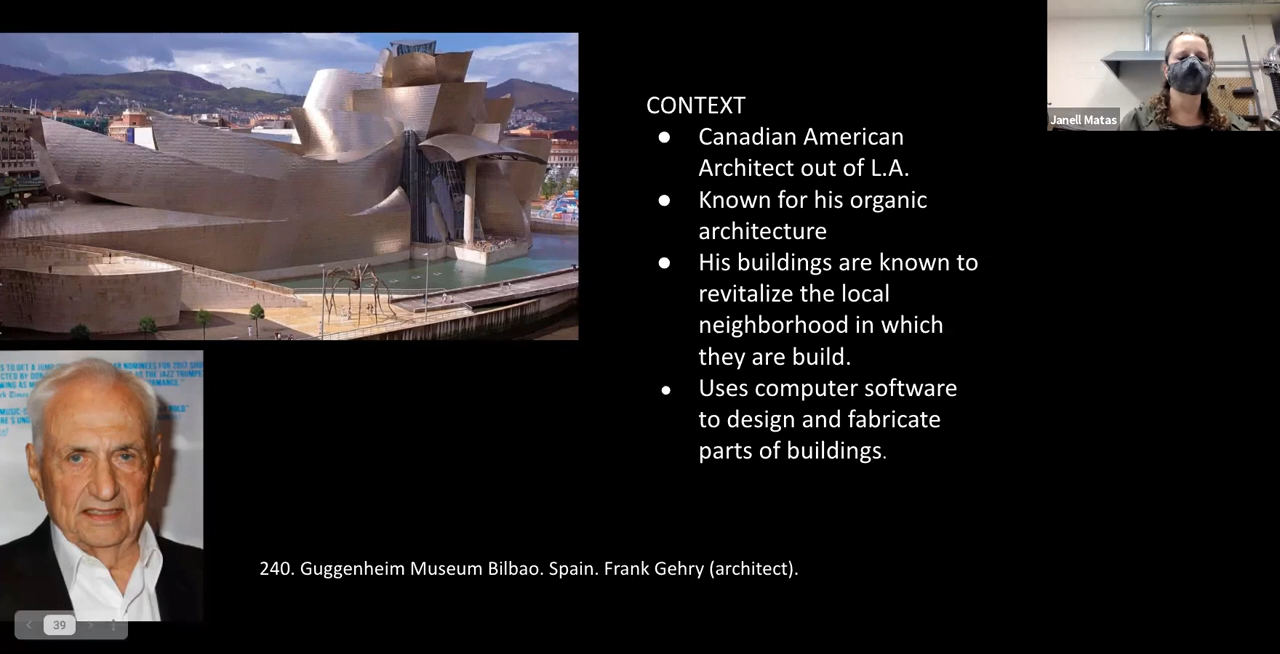 CONTEXT
● Canadian American
Architect out of L.A.
● Known for his organic
architecture
● His buildings are known to
revitalize the local
neighborhood in which
they are build.
● Uses computer software
to design and fabricate
parts of buildings.
Janell Matas
240. Guggenheim Museum Bilbao. Spain. Frank Gehry (architect).
39